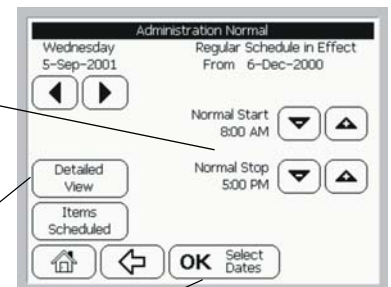 Administration Normal
Wednesday
5-Sep-2001
Regular Schedule in Effect
From 6-Dec-2000
Normal Start
8:00 AM
Normal Stop
5:00 PM
Detailed
View
Items
Scheduled
OK Select
Dates